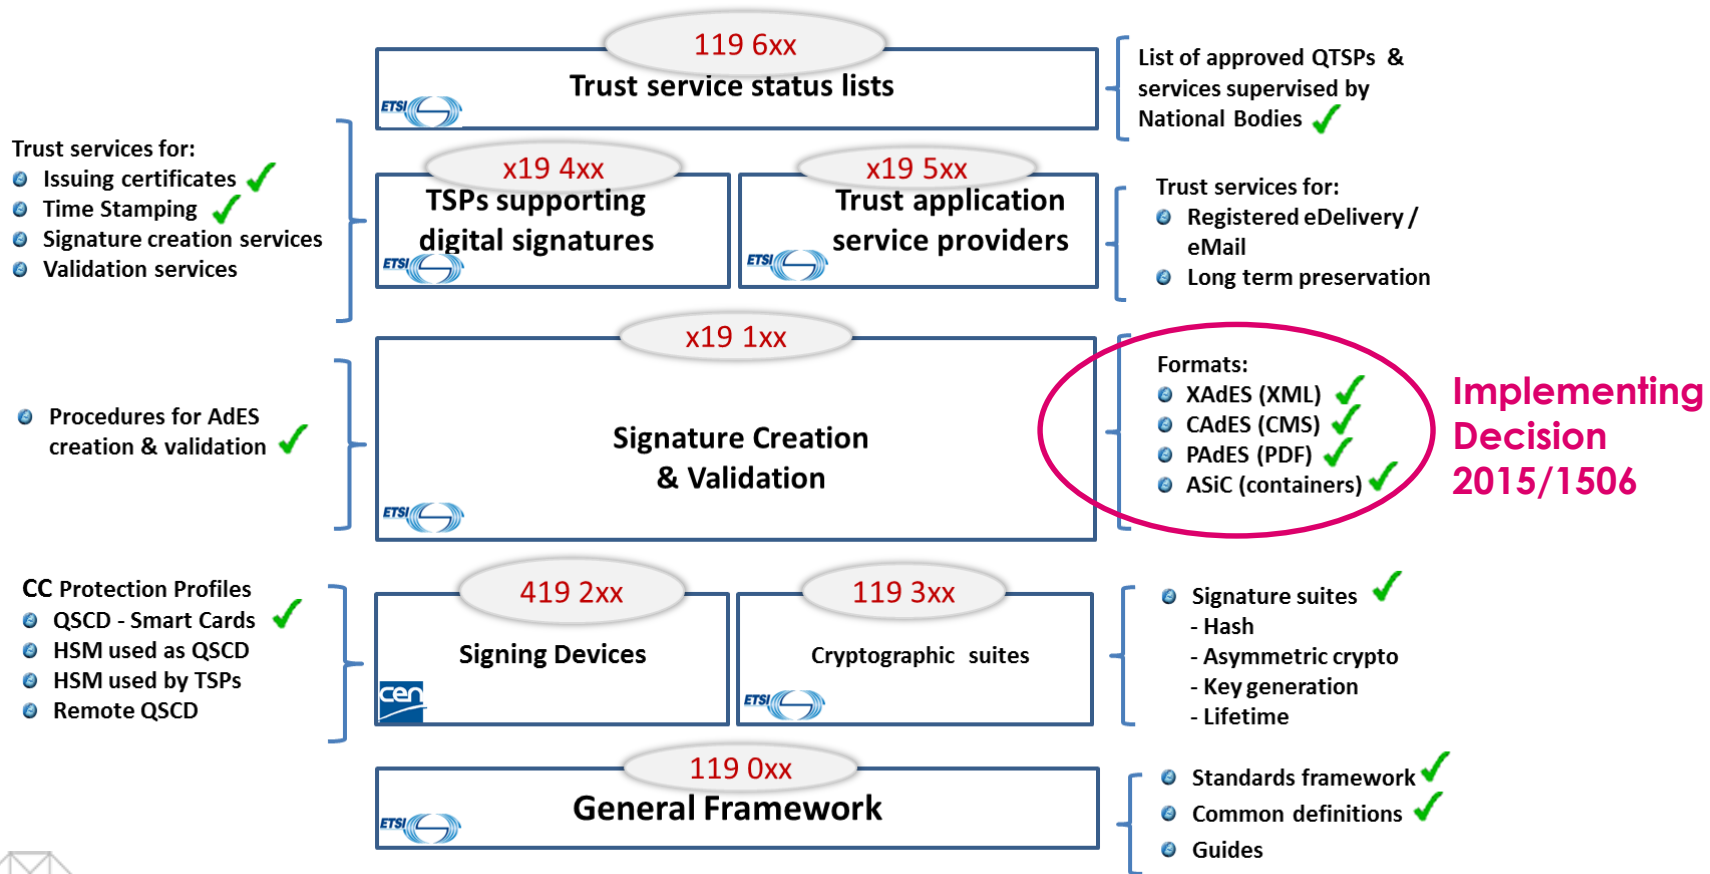 119 6xx
Trust service status lists
ETSI
List of approved QTSPs &
services supervised by
National Bodies
Trust services for:
Issuing certificates
Time Stamping
Signature creation services
Validation services
x19 4xx
TSPs supporting
digital signatures
ETSI
x19 5xx
Trust application
service providers
ETSI
Trust services for:
Registered eDelivery /
eMail
Long term preservation
x19 1xx
Signature Creation
& Validation
ETSI
Procedures for AdES
creation & validation
Formats:
XAdES (XML)
CAdES (CMS)
PAdES (PDF)
ASiC (containers)
Implementing
Decision
2015/1506
CC Protection Profiles
QSCD - Smart Cards
HSM used as QSCD
HSM used by TSPs
Remote QSCD
419 2xx
Signing Devices
cen
119 3xx
Cryptographic suites
ETSI
Signature suites
- Hash
- Asymmetric crypto
- Key generation
- Lifetime
119 0xx
General Framework
ETSI
Standards framework
Common definitions
Guides